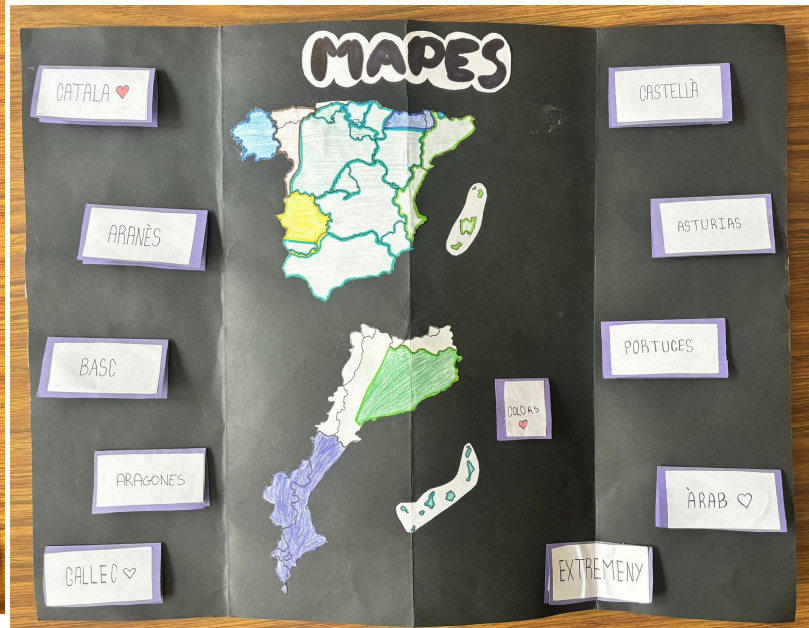 MAPES
CATALA ♥
ARANÈS
BASC
ARAGONES
GALLEC ♡
COLORS ♥
CASTELLÀ
ASTURIAS
PORTUGES
ÀRAB ♡
EXTREMENY